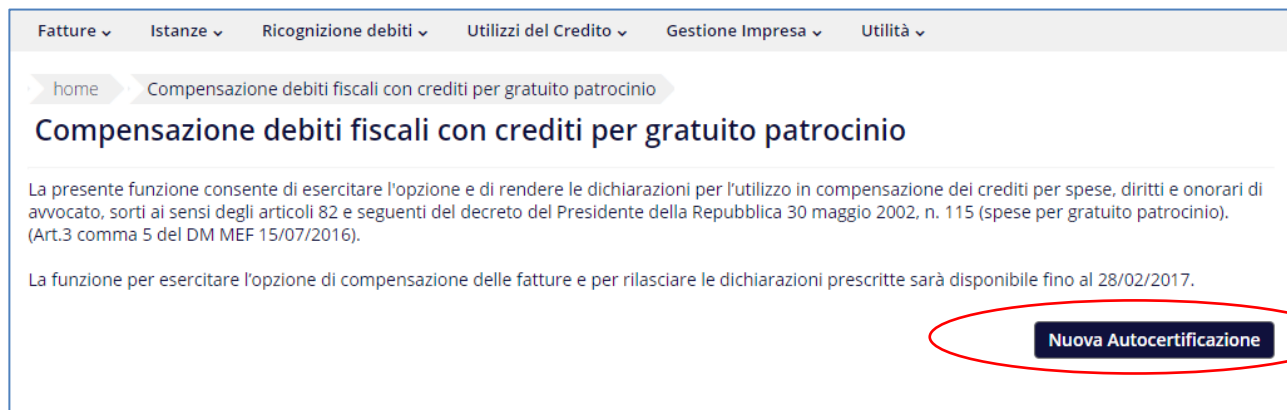 Fatture Istanze Ricognizione debiti Utilizzi del Credito Gestione Impresa Utilità
home Compensazione debiti fiscali con crediti per gratuito patrocinio
Compensazione debiti fiscali con crediti per gratuito patrocinio
La presente funzione consente di esercitare l'opzione e di rendere le dichiarazioni per l’utilizzo in compensazione dei crediti per spese, diritti e onorari di
avvocato, sorti ai sensi degli articoli 82 e seguenti del decreto del Presidente della Repubblica 30 maggio 2002, n. 115 (spese per gratuito patrocinio).
(Art.3 comma 5 del DM MEF 15/07/2016).
La funzione per esercitare l’opzione di compensazione delle fatture e per rilasciare le dichiarazioni prescritte sarà disponibile fino al 28/02/2017.
Nuova Autocertificazione